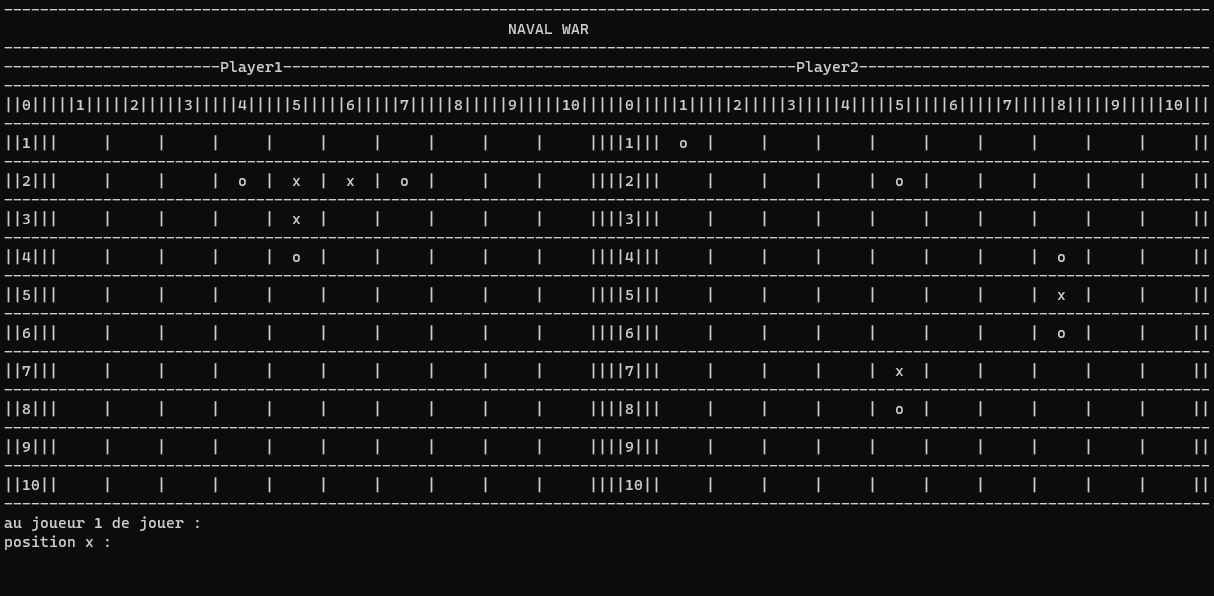 NAVAL WAR
Player1 Player2
||0|||||1|||||2|||||3|||||4|||||5|||||6|||||7|||||8|||||9|||||10|||||0|||||1|||||2|||||3|||||4|||||5|||||6|||||7|||||8|||||9|||||10|||
||1||| | | | | | | | | ||||1||| o | | | | | | | | | ||
||2||| | | | o | x | x | o | | | ||||2||| | | | | o | | | | | ||
||3||| | | | | x | | | | | ||||3||| | | | | | | | | | ||
||4||| | | | | o | | | | | ||||4||| | | | | | | | o | | ||
||5||| | | | | | | | | ||||5||| | | | | | | | x | | ||
||6||| | | | | | | | | ||||6||| | | | | | | | o | | ||
||7||| | | | | | | | | ||||7||| | | | | x | | | | | ||
||8||| | | | | | | | | ||||8||| | | | | o | | | | | ||
||9||| | | | | | | | | ||||9||| | | | | | | | | | ||
||10|| | | | | | | | | ||||10|| | | | | | | | | | ||
au joueur 1 de jouer :
position x :